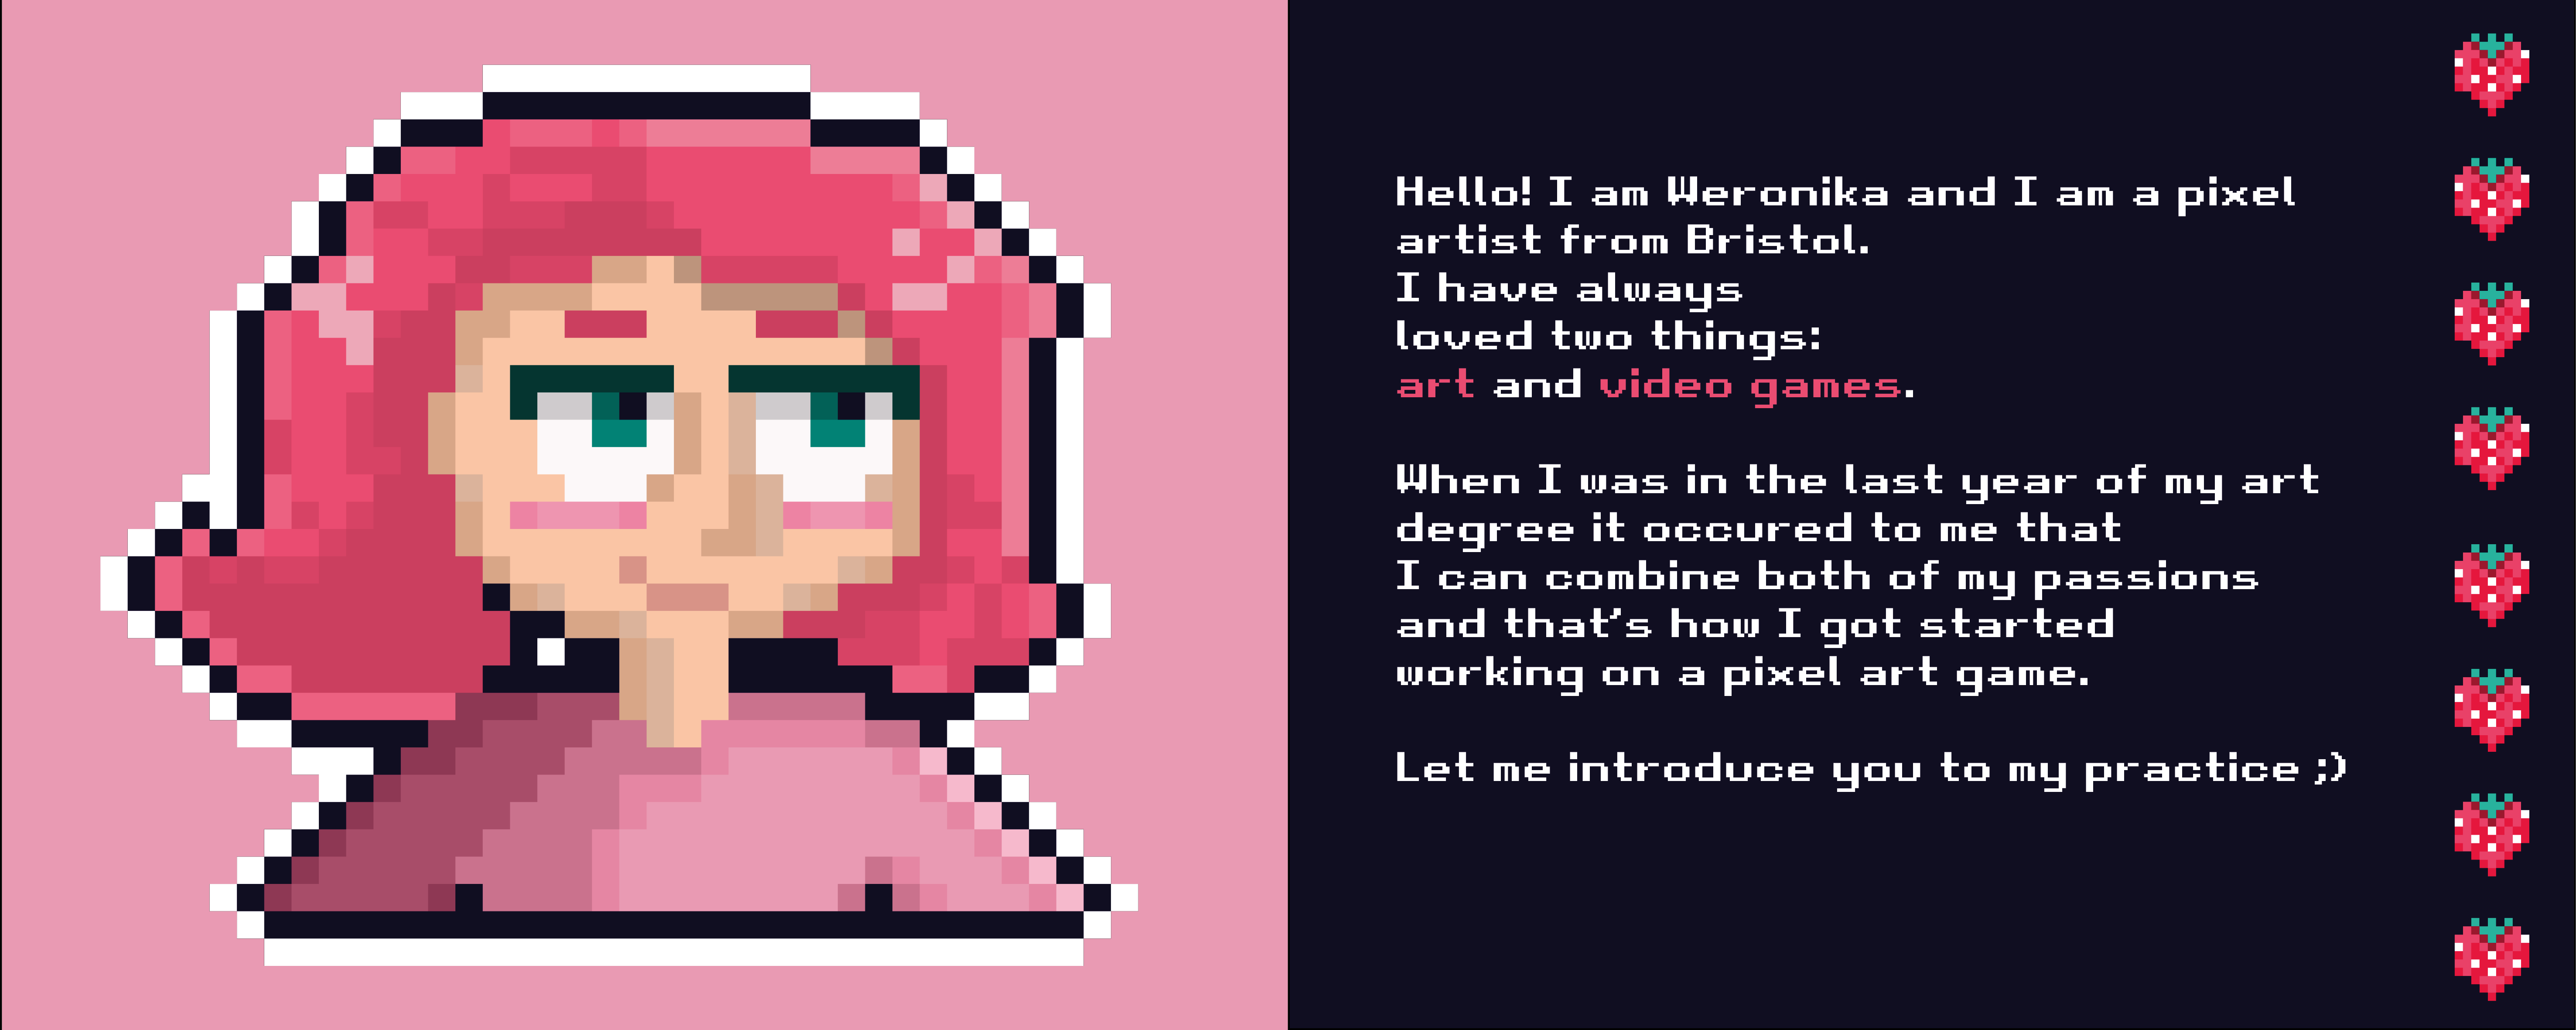 Hello! I am Weronika and I am a pixel
artist from Bristol.
I have always
loved two things:
art and video games.
When I was in the last year of my art
degree it occured to me that
I can combine both of my passions
and that's how I got started
working on a pixel art game.
Let me introduce you to my practice ;)